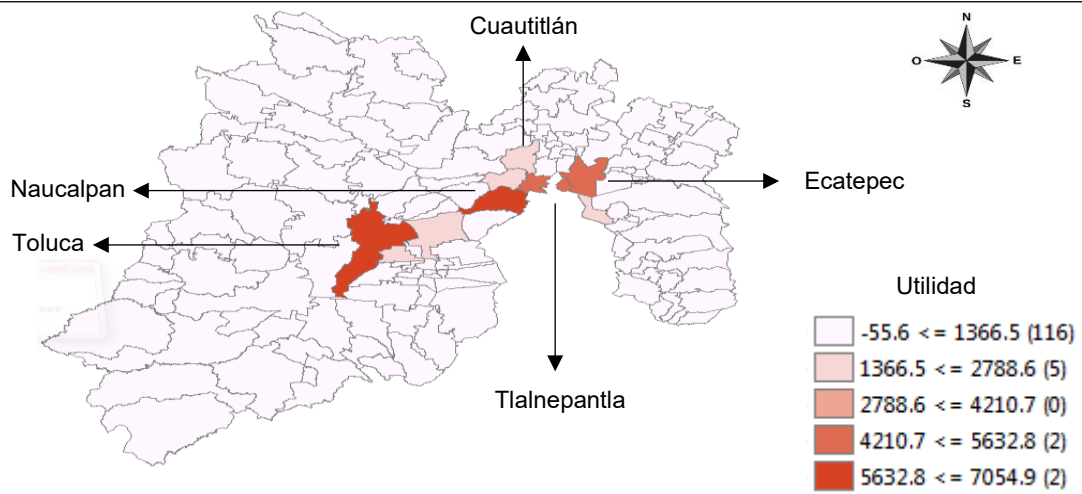 Cuautitlán
N
O
E
S
Naucalpan
Ecatepec
Toluca
Utilidad
-55.6 <= 1366.5 (116)
1366.5 <= 2788.6 (5)
2788.6 <= 4210.7 (0)
4210.7 <= 5632.8 (2)
5632.8 <= 7054.9 (2)
Tlalnepantla